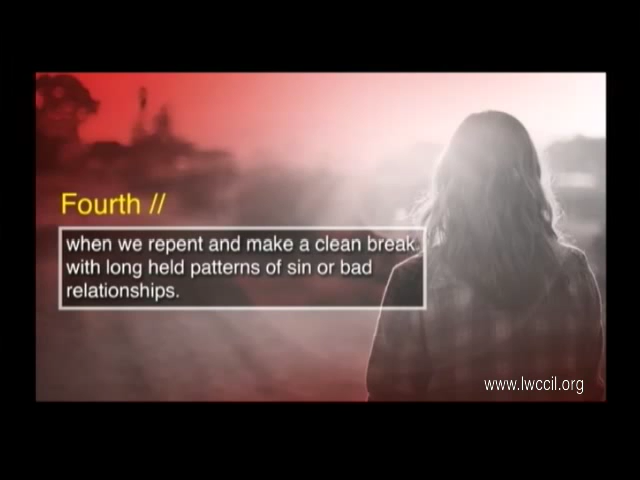 Fourth //
when we repent and make a clean break
with long held patterns of sin or bad
relationships.
www.lwccil.org